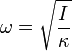 ω = √(I/κ)